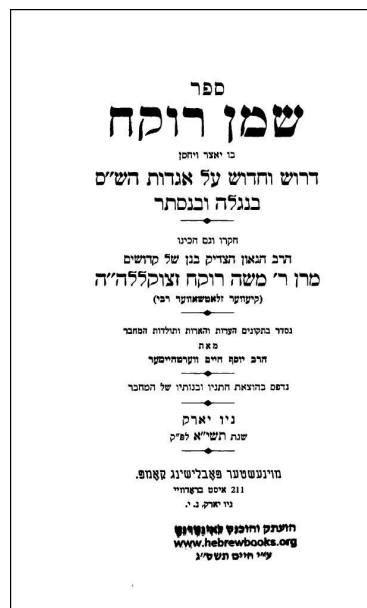 ספר
שמן רוקח
בו יאצר ויחסן
דרוש וחדוש על אגדות הש״ס
בנגלה ובנסתר
חקרו וגם הכינו
הרב הגאון הצדיק בנן של קדושים
מרן ר׳ משה רוקח זצוקללה״ה
(קיעווער זלאטשאווער רבי)
נסדר בתקונים הערות והארות ותולדות המחבר
מאת
הרב יוסף חיים ווערטהיימער
נדפס בהוצאת חתניו ובנותיו של המחבר
ניו יארק
שנת תשי״א לפ״ק
מוינעשטער פאבלישינג קאמפ.
211 איסט בראדוויי
ניו יארק, נ. י.
הועתק והוכנס לאינטרנט
www.hebrewbooks.org
ע״י חיים תשס״ג